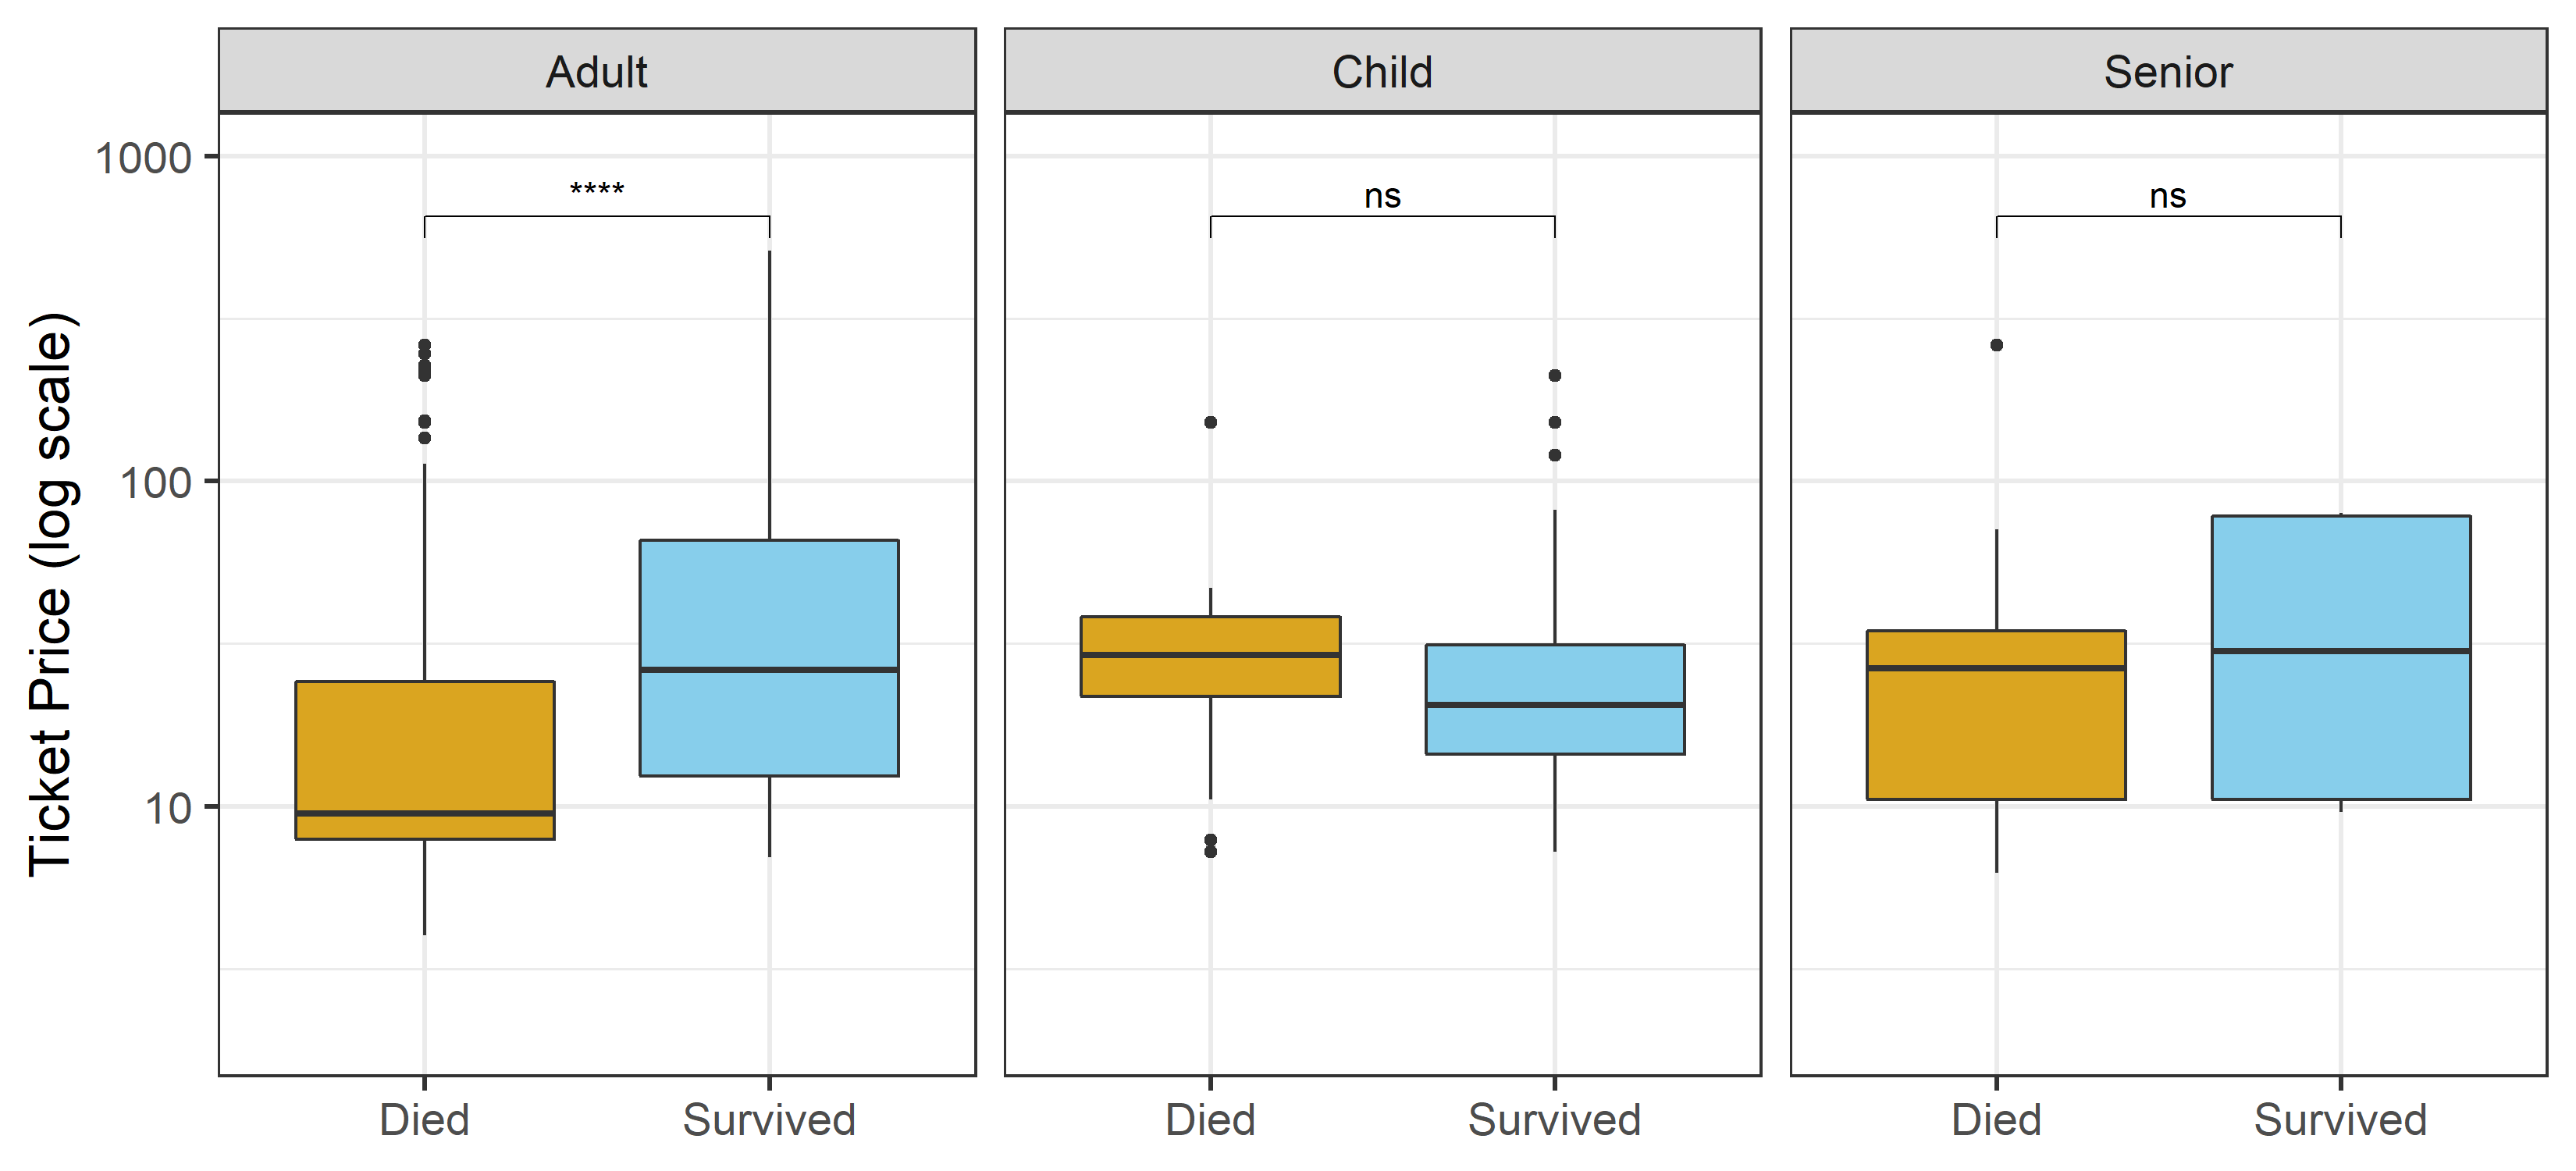 Adult
Child
Senior
Ticket Price (log scale)
1000
100
10
****
ns
ns
Died
Survived
Died
Survived
Died
Survived